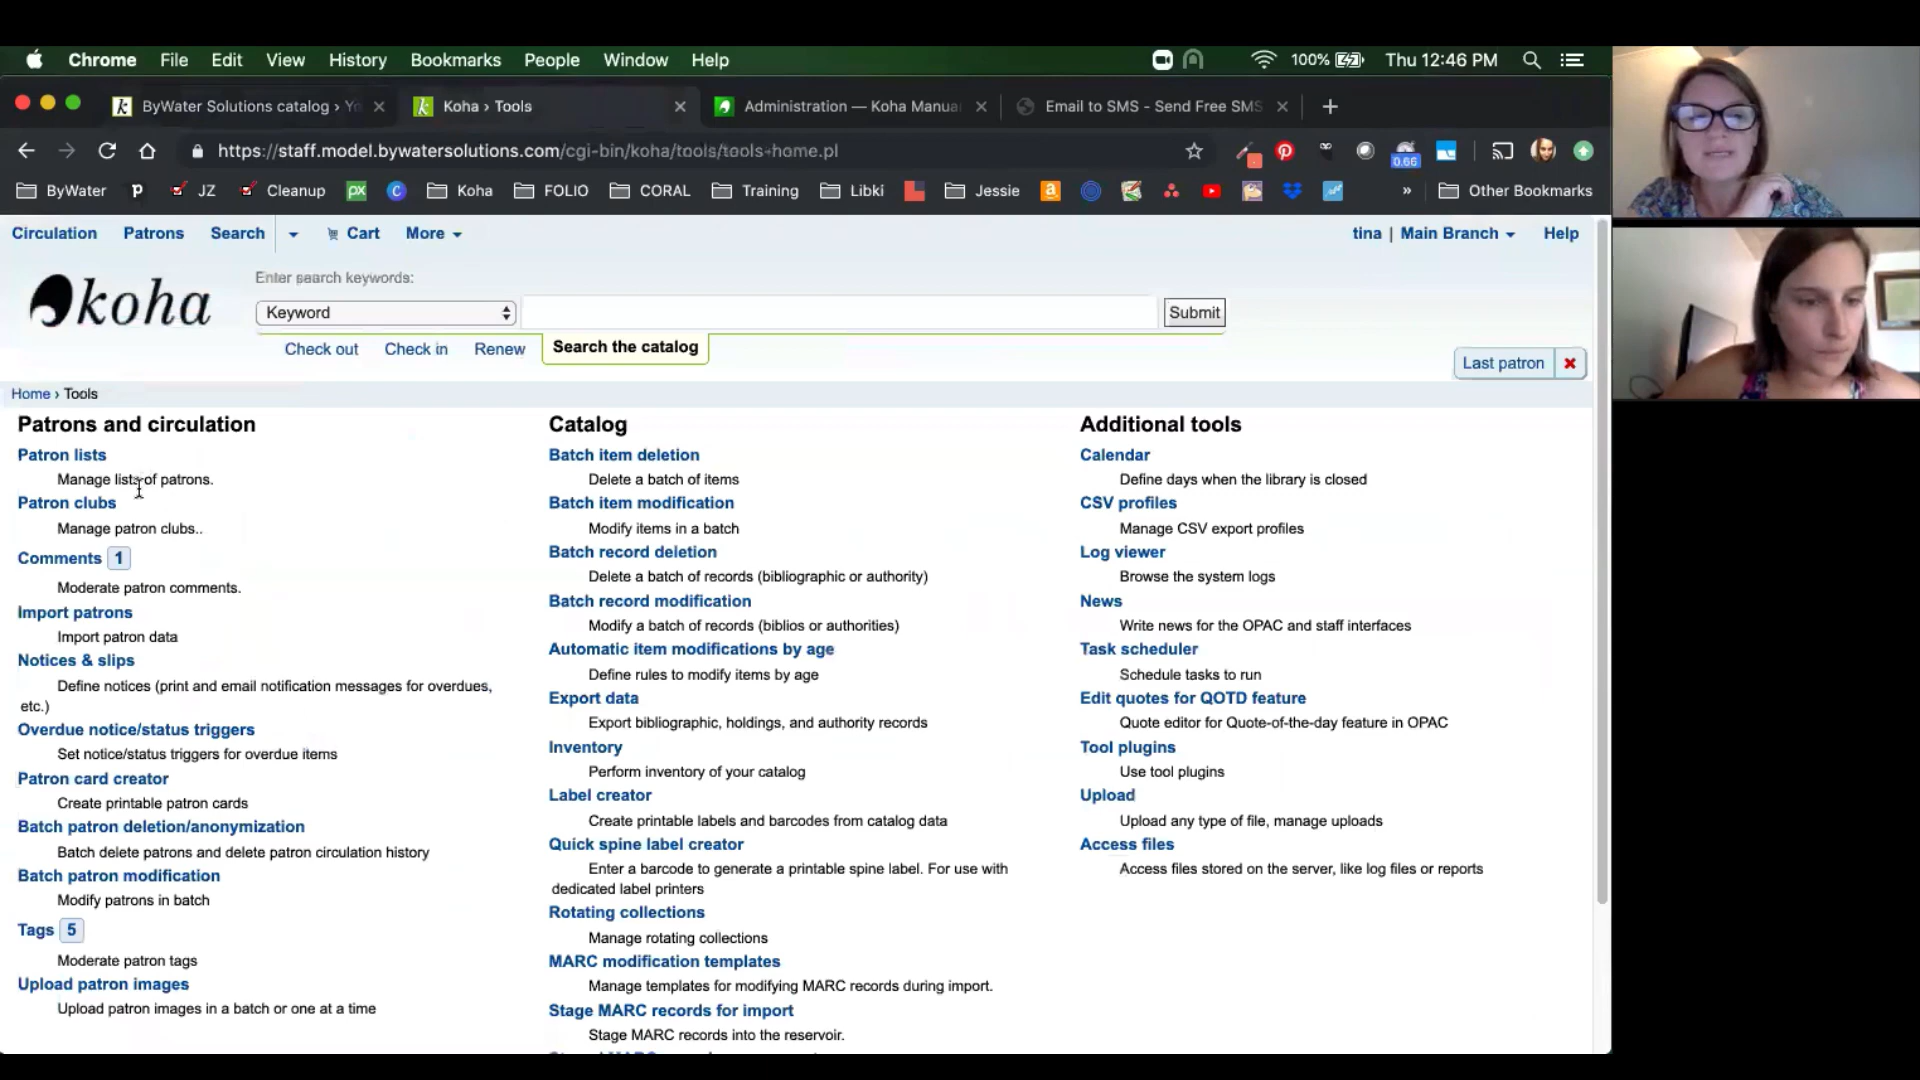 Chrome File Edit View History Bookmarks People Window Help 100% Thu 12:46 PM
ByWater Solutions catalog › Yo Koha › Tools Administration — Koha Manua Email to SMS - Send Free SMS
https://staff.model.bywatersolutions.com/cgi-bin/koha/tools/tools-home.pl 0.66
ByWater JZ Cleanup px Koha FOLIO CORAL Training Libki Jessie » Other Bookmarks
Circulation Patrons Search Cart More tina | Main Branch Help
koha
Enter search keywords:
Keyword Submit
Check out Check in Renew Search the catalog
Last patron
Home › Tools
Patrons and circulation
Patron lists
Manage lists of patrons.
Patron clubs
Manage patron clubs..
Comments 1
Moderate patron comments.
Import patrons
Import patron data
Notices & slips
Define notices (print and email notification messages for overdues,
etc.)
Overdue notice/status triggers
Set notice/status triggers for overdue items
Patron card creator
Create printable patron cards
Batch patron deletion/anonymization
Batch delete patrons and delete patron circulation history
Batch patron modification
Modify patrons in batch
Tags 5
Moderate patron tags
Upload patron images
Upload patron images in a batch or one at a time
Catalog
Batch item deletion
Delete a batch of items
Batch item modification
Modify items in a batch
Batch record deletion
Delete a batch of records (bibliographic or authority)
Batch record modification
Modify a batch of records (biblios or authorities)
Automatic item modifications by age
Define rules to modify items by age
Export data
Export bibliographic, holdings, and authority records
Inventory
Perform inventory of your catalog
Label creator
Create printable labels and barcodes from catalog data
Quick spine label creator
Enter a barcode to generate a printable spine label. For use with
dedicated label printers
Rotating collections
Manage rotating collections
MARC modification templates
Manage templates for modifying MARC records during import.
Stage MARC records for import
Stage MARC records into the reservoir.
Additional tools
Calendar
Define days when the library is closed
CSV profiles
Manage CSV export profiles
Log viewer
Browse the system logs
News
Write news for the OPAC and staff interfaces
Task scheduler
Schedule tasks to run
Edit quotes for QOTD feature
Quote editor for Quote-of-the-day feature in OPAC
Tool plugins
Use tool plugins
Upload
Upload any type of file, manage uploads
Access files
Access files stored on the server, like log files or reports